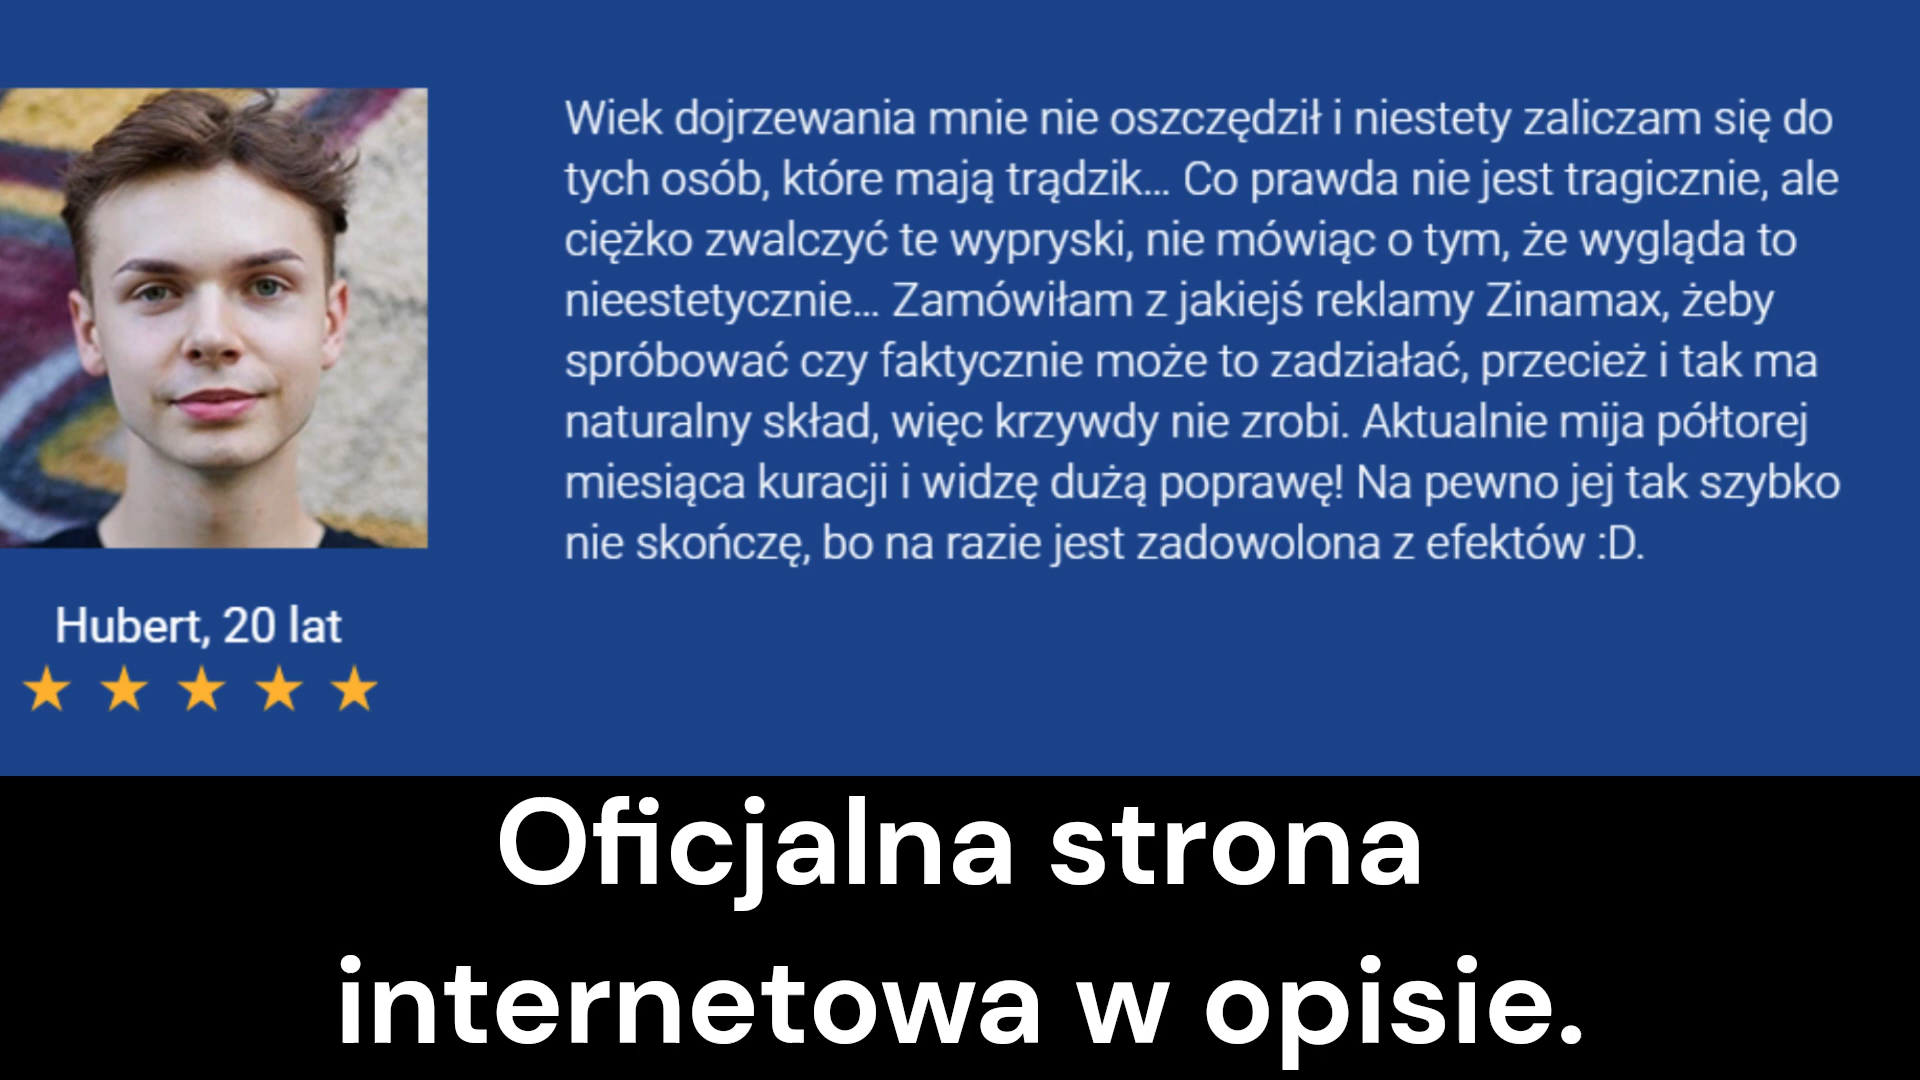 Wiek dojrzewania mnie nie oszczędził i niestety zaliczam się do
tych osób, które mają trądzik... Co prawda nie jest tragicznie, ale
ciężko zwalczyć te wypryski, nie mówiąc o tym, że wygląda to
nieestetycznie... Zamówiłam z jakiejś reklamy Zinamax, żeby
spróbować czy faktycznie może to zadziałać, przecież i tak ma
naturalny skład, więc krzywdy nie zrobi. Aktualnie mija półtorej
miesiąca kuracji i widzę dużą poprawę! Na pewno jej tak szybko
nie skończę, bo na razie jest zadowolona z efektów :D.
Hubert, 20 lat
Oficjalna strona
internetowa w opisie.